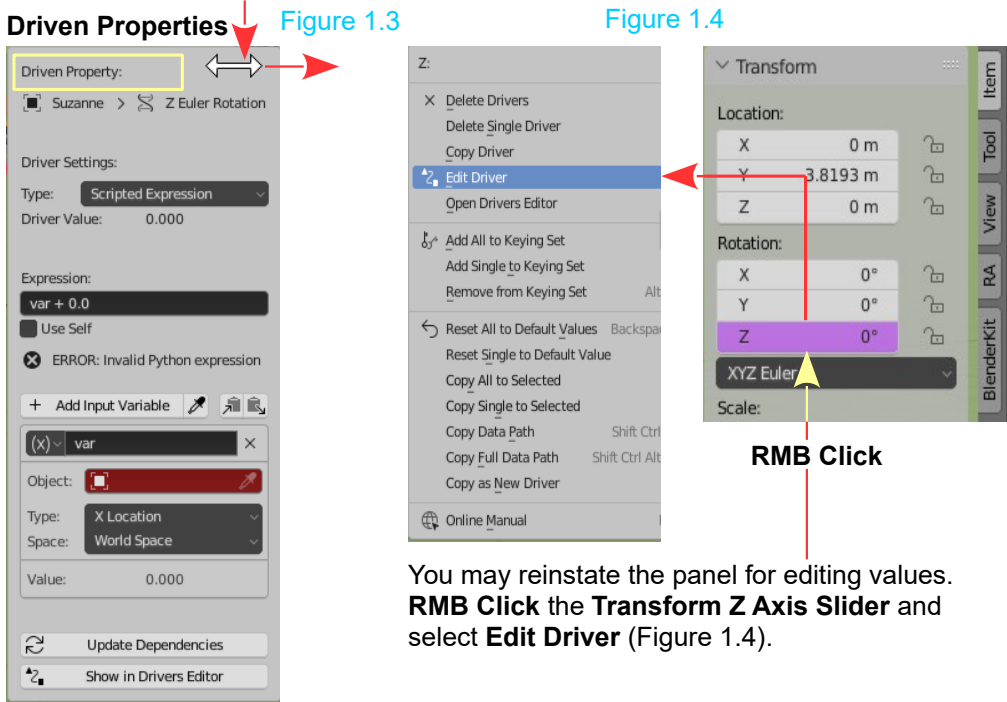 Driven Properties
Figure 1.3
Figure 1.4
Driven Property:
Suzanne > Z Euler Rotation
Driver Settings:
Type: Scripted Expression
Driver Value: 0.000
Expression:
var + 0.0
Use Self
ERROR: Invalid Python expression
+ Add Input Variable
(x) var
Object:
Type: X Location
Space: World Space
Value: 0.000
Update Dependencies
Show in Drivers Editor
Z:
Delete Drivers
Delete Single Driver
Copy Driver
Edit Driver
Open Drivers Editor
Add All to Keying Set
Add Single to Keying Set
Remove from Keying Set Alt
Reset All to Default Values Backspa
Reset Single to Default Value
Copy All to Selected
Copy Single to Selected
Copy Data Path Shift Ctrl
Copy Full Data Path Shift Ctrl Alt
Copy as New Driver
Online Manual
Transform
Location:
X 0 m
Y 3.8193 m
Z 0 m
Rotation:
X 0°
Y 0°
Z 0°
XYZ Euler
Scale:
Item
Tool
View
RA
BlenderKit
RMB Click
You may reinstate the panel for editing values.
RMB Click the Transform Z Axis Slider and
select Edit Driver (Figure 1.4).